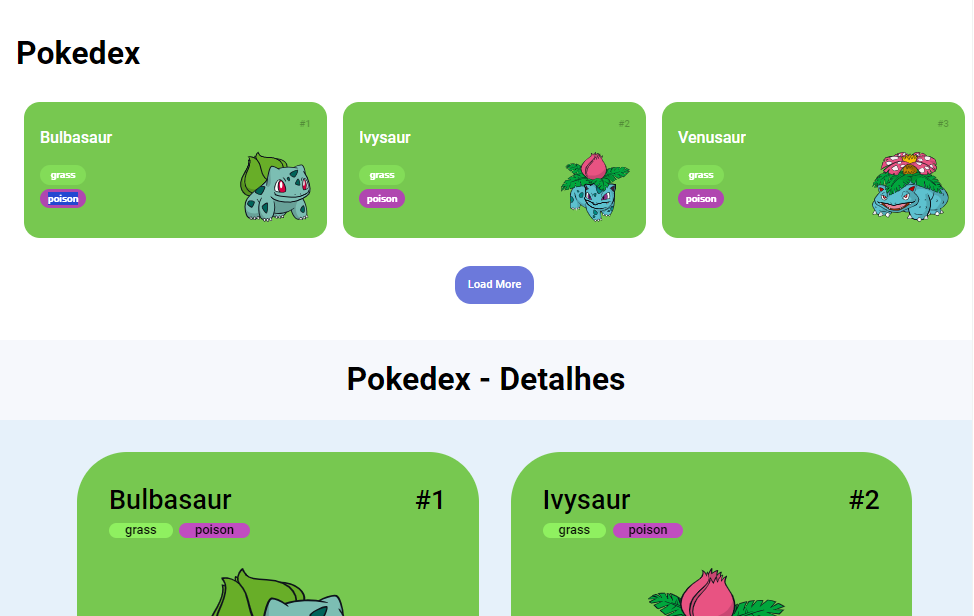 Pokedex
#1 #2 #3
Bulbasaur Ivysaur Venusaur
grass grass grass
poison poison poison
Load More
Pokedex - Detalhes
Bulbasaur #1 Ivysaur #2
grass poison grass poison